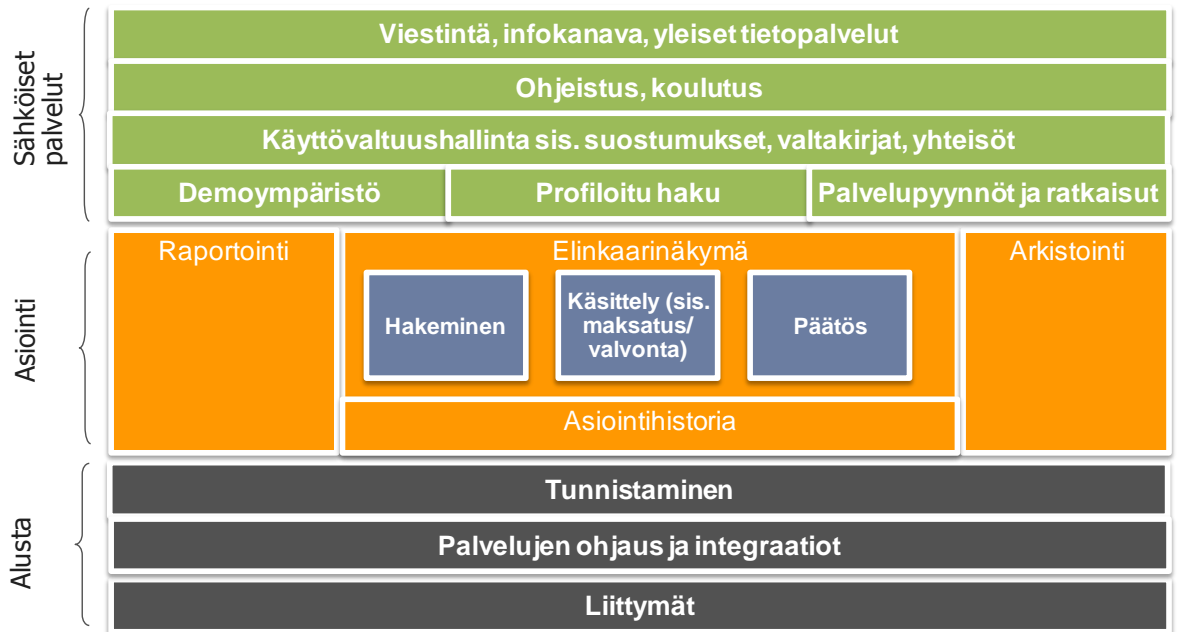 Sähköiset
palvelut
Viestintä, infokanava, yleiset tietopalvelut
Ohjeistus, koulutus
Käyttövaltuushallinta sis. suostumukset, valtakirjat, yhteisöt
Demoympäristö
Profiloitu haku
Palvelupyynnöt ja ratkaisut
Asiointi
Raportointi
Elinkaarinäkymä
Hakeminen
Käsittely (sis.
maksatus/
valvonta)
Päätös
Asiointihistoria
Arkistointi
Alusta
Tunnistaminen
Palvelujen ohjaus ja integraatiot
Liittymät